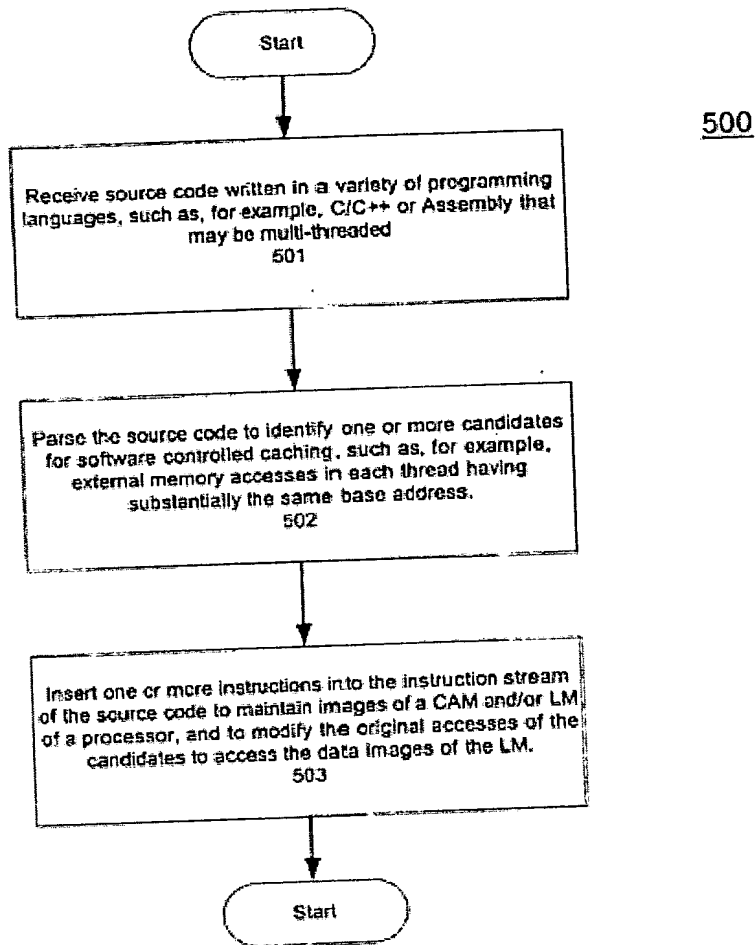 Start
500
Receive source code written in a variety of programming
languages, such as, for example, C/C++ or Assembly that
may be multi-threaded
501
Parse the source code to identify one or more candidates
for software controlled caching, such as, for example,
external memory accesses in each thread having
substantially the same base address.
502
Insert one or more instructions into the instruction stream
of the source code to maintain images of a CAM and/or LM
of a processor, and to modify the original accesses of the
candidates to access the data images of the LM.
503
Start